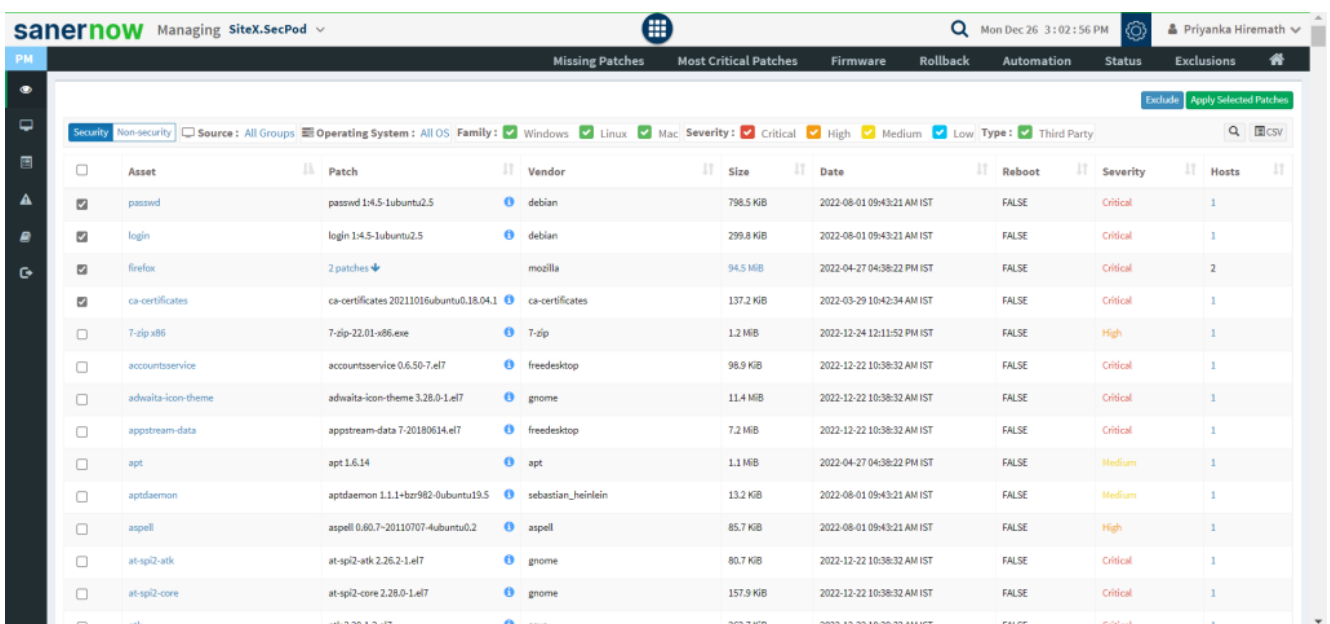 sanernow Managing SiteX.SecPod Mon Dec 26 3:02:56 PM Priyanka Hiremath
PM Missing Patches Most Critical Patches Firmware Rollback Automation Status Exclusions
Exclude Apply Selected Patches
Security Non-security Source : All Groups Operating System : All OS Family : Windows Linux Mac Severity : Critical High Medium Low Type : Third Party CSV
Asset Patch Vendor Size Date Reboot Severity Hosts
passwd passwd 1:4.5-1ubuntu2.5 debian 798.5 KiB 2022-08-01 09:43:21 AM IST FALSE Critical 1
login login 1:4.5-1ubuntu2.5 debian 299.8 KiB 2022-08-01 09:43:21 AM IST FALSE Critical 1
firefox 2 patches mozilla 94.5 MiB 2022-04-27 04:38:22 PM IST FALSE Critical 2
ca-certificates ca-certificates 20211016ubuntu0.18.04.1 ca-certificates 137.2 KiB 2022-03-29 10:42:34 AM IST FALSE Critical 1
7-zip x86 7-zip-22.01-x86.exe 7-zip 1.2 MiB 2022-12-24 12:11:52 PM IST FALSE High 1
accountsservice accountsservice 0.6.50-7.el7 freedesktop 98.9 KiB 2022-12-22 10:38:32 AM IST FALSE Critical 1
adwaita-icon-theme adwaita-icon-theme 3.28.0-1.el7 gnome 11.4 MiB 2022-12-22 10:38:32 AM IST FALSE Critical 1
appstream-data appstream-data 7-20180614.el7 freedesktop 7.2 MiB 2022-12-22 10:38:32 AM IST FALSE Critical 1
apt apt 1.6.14 apt 1.1 MiB 2022-04-27 04:38:22 PM IST FALSE Medium 1
aptdaemon aptdaemon 1.1.1+bzr982-0ubuntu19.5 sebastian_heinlein 13.2 KiB 2022-08-01 09:43:21 AM IST FALSE Medium 1
aspell aspell 0.60.7~20110707-4ubuntu0.2 aspell 85.7 KiB 2022-08-01 09:43:21 AM IST FALSE High 1
at-spi2-atk at-spi2-atk 2.26.2-1.el7 gnome 80.7 KiB 2022-12-22 10:38:32 AM IST FALSE Critical 1
at-spi2-core at-spi2-core 2.28.0-1.el7 gnome 157.9 KiB 2022-12-22 10:38:32 AM IST FALSE Critical 1